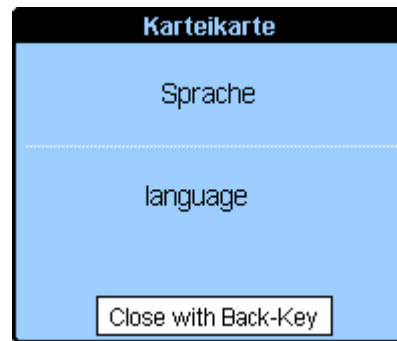 Karteikarte
Sprache
language
Close with Back-Key